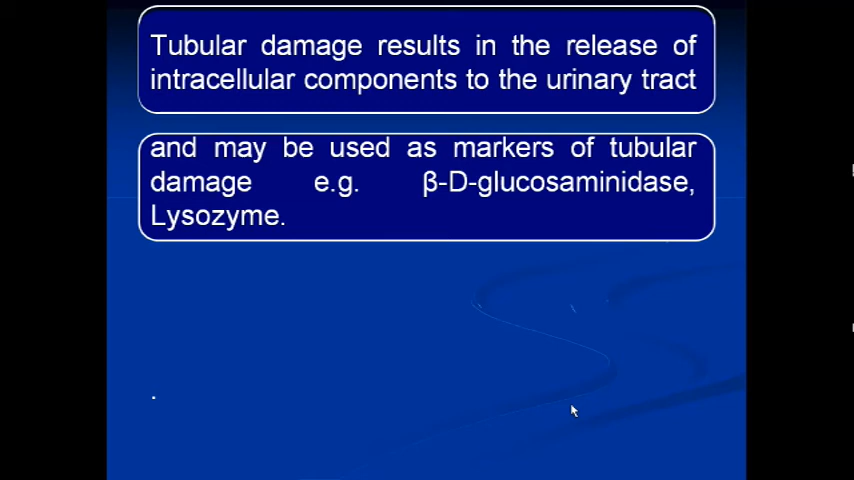 Tubular damage results in the release of
intracellular components to the urinary tract
and may be used as markers of tubular
damage e.g. β-D-glucosaminidase,
Lysozyme.
.